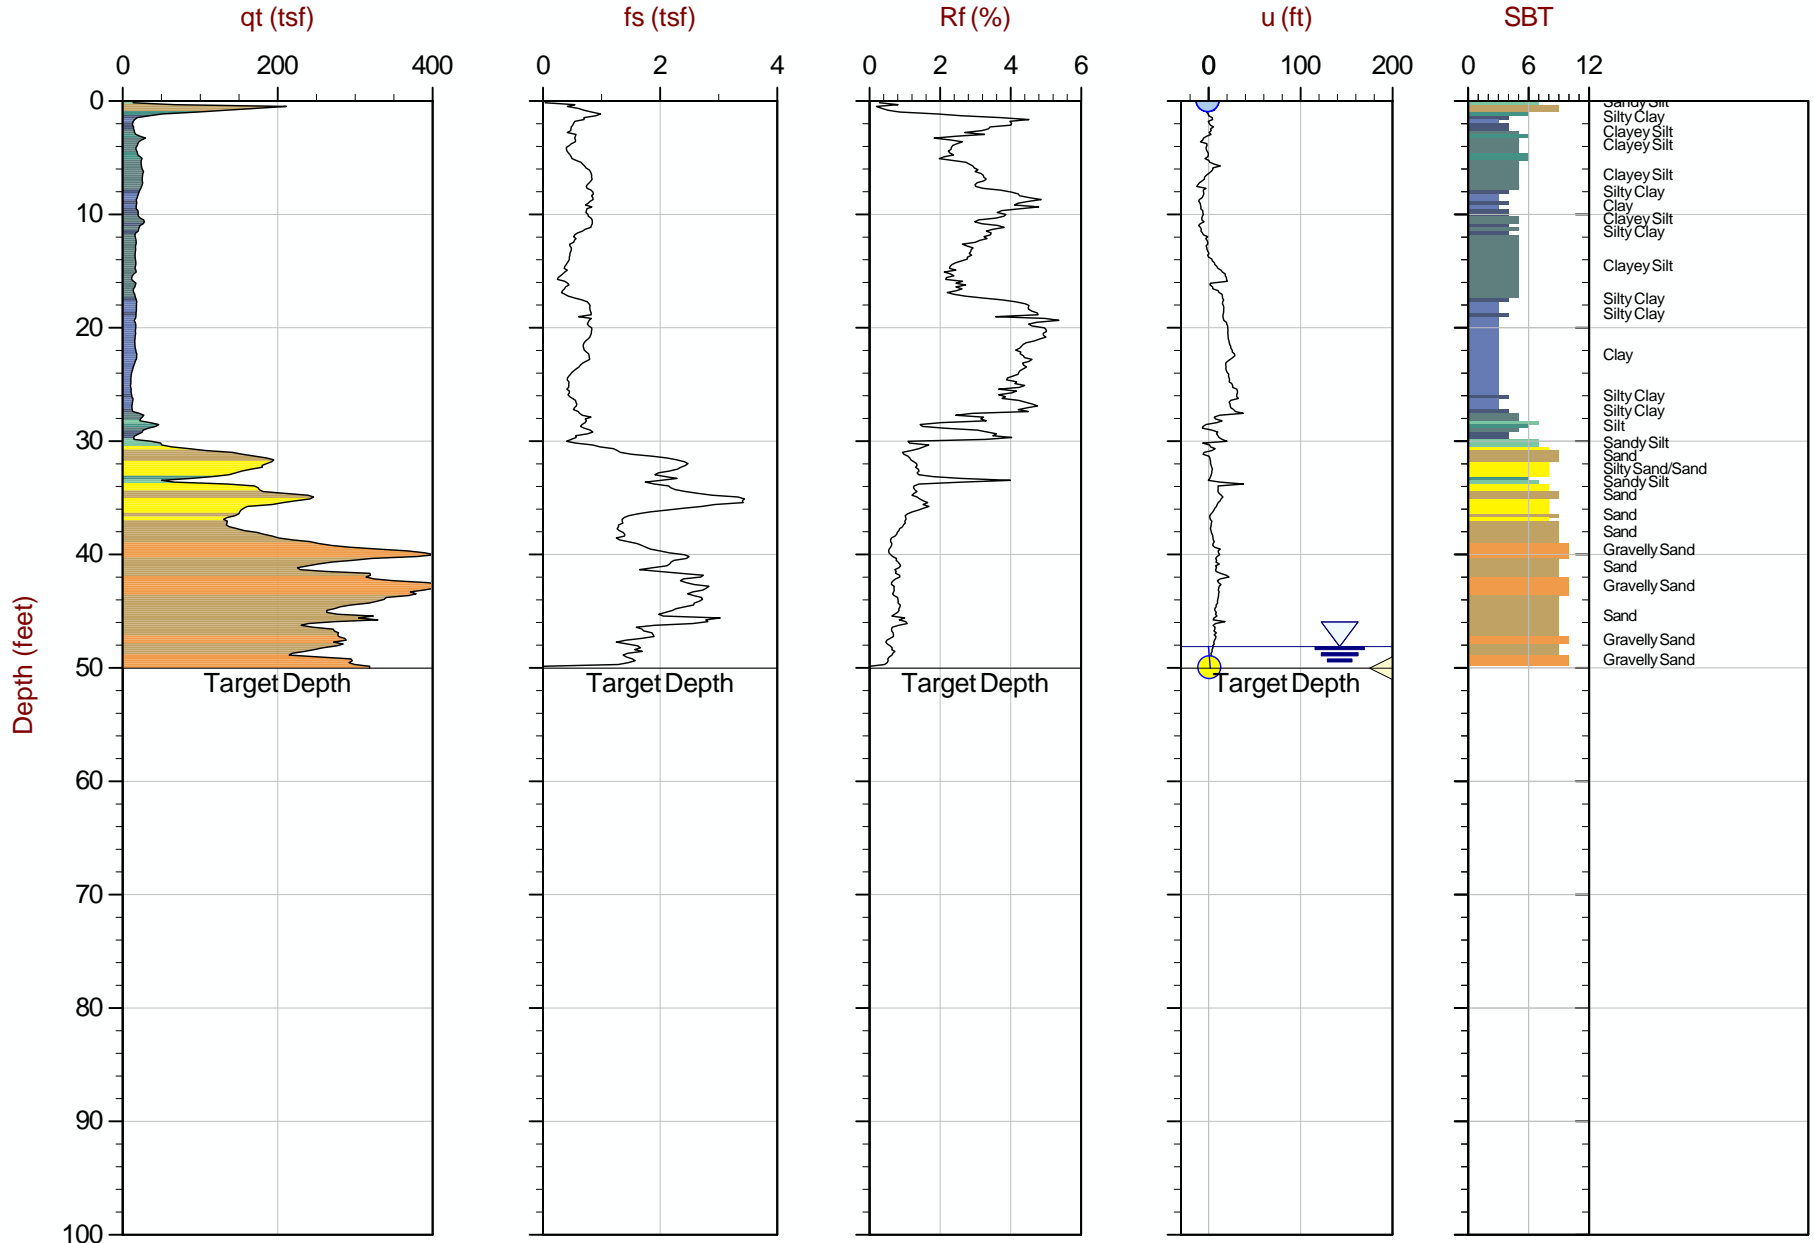 qt (tsf) fs (tsf) Rf (%) u (ft) SBT
0 200 400 0 2 4 0 2 4 6 0 100 200 0 6 12
0
10
20
30
40
50
60
70
80
90
100
Depth (feet)
Sandy Silt
Silty Clay
Clayey Silt
Clayey Silt
Clayey Silt
Silty Clay
Clay
Clayey Silt
Silty Clay
Clayey Silt
Silty Clay
Silty Clay
Clay
Silty Clay
Silty Clay
Silt
Sandy Silt
Sand
Silty Sand/Sand
Sandy Silt
Sand
Sand
Sand
Gravelly Sand
Sand
Gravelly Sand
Sand
Gravelly Sand
Gravelly Sand
Target Depth Target Depth Target Depth Target Depth